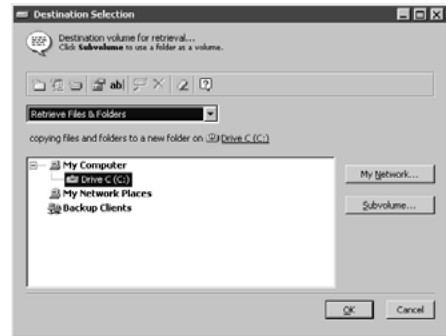 Destination Selection
Destination volume for retrieval...
Click Subvolume to use a folder as a volume.
ab|
Retrieve Files & Folders
copying files and folders to a new folder on Drive C (C:)
My Computer
Drive C (C:)
My Network Places
Backup Clients
My Network...
Subvolume...
OK
Cancel